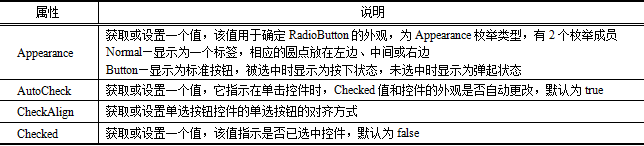 属性 说明
Appearance 获取或设置一个值，该值用于确定 RadioButton 的外观，为 Appearance 枚举类型，有 2 个枚举成员
Normal—显示为一个标签，相应的圆点放在左边、中间或右边
Button—显示为标准按钮，被选中时显示为按下状态，未选中时显示为弹起状态
AutoCheck 获取或设置一个值，它指示在单击控件时，Checked 值和控件的外观是否自动更改，默认为 true
CheckAlign 获取或设置单选按钮控件的单选按钮的对齐方式
Checked 获取或设置一个值，该值指示是否已选中控件，默认为 false